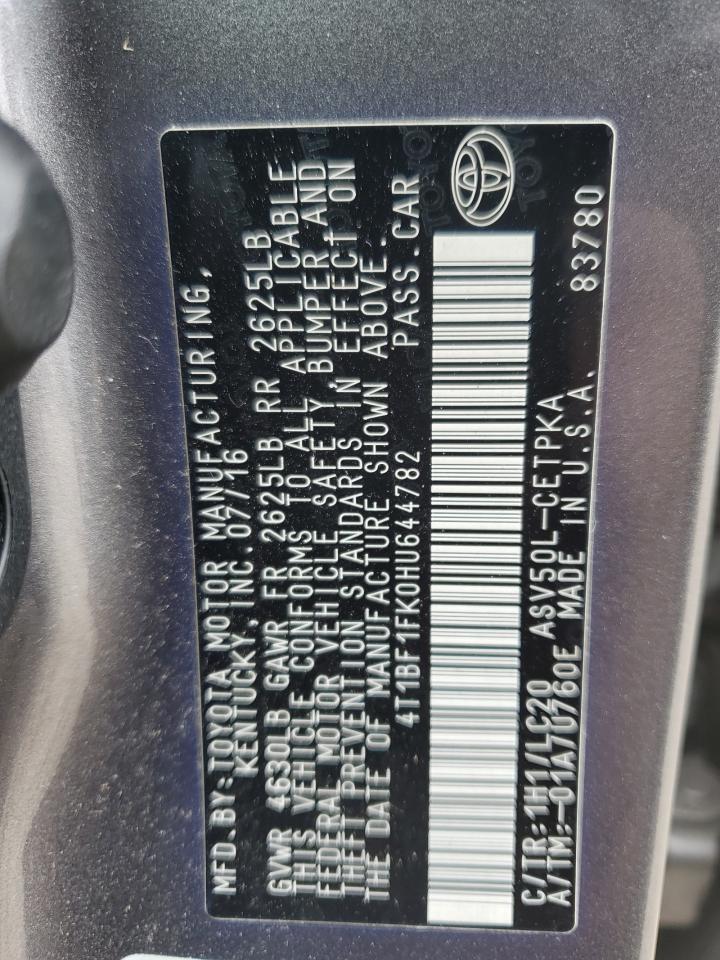 MFD.BY:TOYOTA MOTOR MANUFACTURING,
KENTUCKY, INC. 07/16
GVWR 4630LB GAWR FR 2625LB RR 2625LB
THIS VEHICLE CONFORMS TO ALL APPLICABLE
FEDERAL MOTOR VEHICLE SAFETY, BUMPER AND
THEFT PREVENTION STANDARDS IN EFFECT ON
THE DATE OF MANUFACTURE SHOWN ABOVE.
4T1BF1FK0HU644782 PASS.CAR
C/TR:1H1/LC20 ASV50L-CETPKA 83780
A/TM:-01A/U760E MADE IN U.S.A.